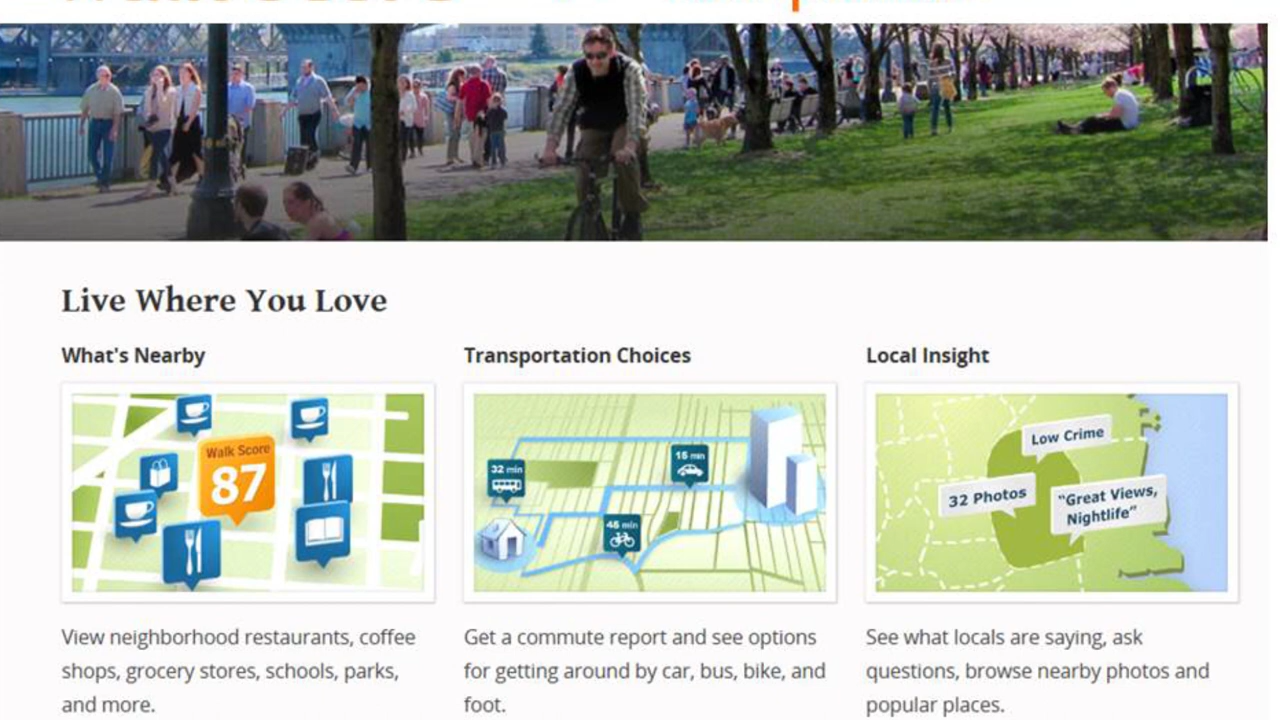 Live Where You Love
What's Nearby
Transportation Choices
Local Insight
Walk Score
87
32 min
15 min
45 min
Low Crime
32 Photos
"Great Views,
Nightlife"
View neighborhood restaurants, coffee
shops, grocery stores, schools, parks,
and more.
Get a commute report and see options
for getting around by car, bus, bike, and
foot.
See what locals are saying, ask
questions, browse nearby photos and
popular places.